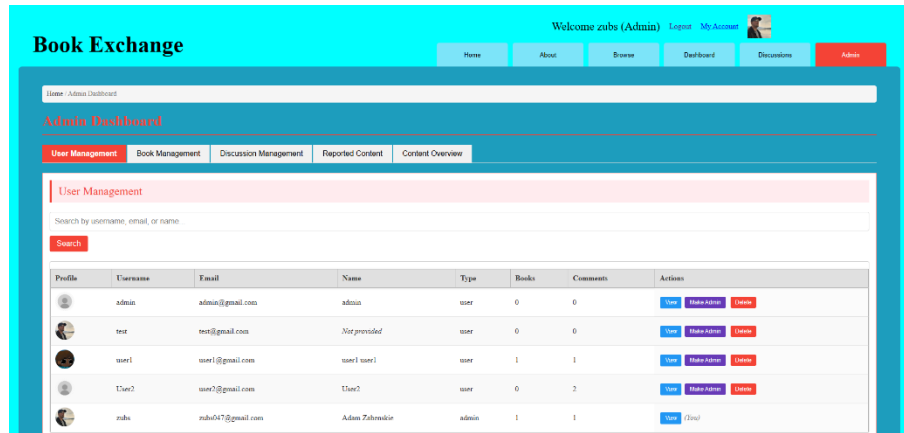 Welcome zubs (Admin) Logout My Account
Book Exchange
Home About Browse Dashboard Discussions Admin
Home / Admin Dashboard
Admin Dashboard
User Management Book Management Discussion Management Reported Content Content Overview
User Management
Search by username, email, or name
Search
Profile Username Email Name Type Books Comments Actions
admin admin@gmail.com admin user 0 0 View Make Admin Delete
test test@gmail.com Not provided user 0 0 View Make Admin Delete
user1 user1@gmail.com user1 user1 user 1 1 View Make Admin Delete
User2 user2@gmail.com User2 user 0 2 View Make Admin Delete
zubs zubs047@gmail.com Adam Zehenskie admin 1 1 View (You)